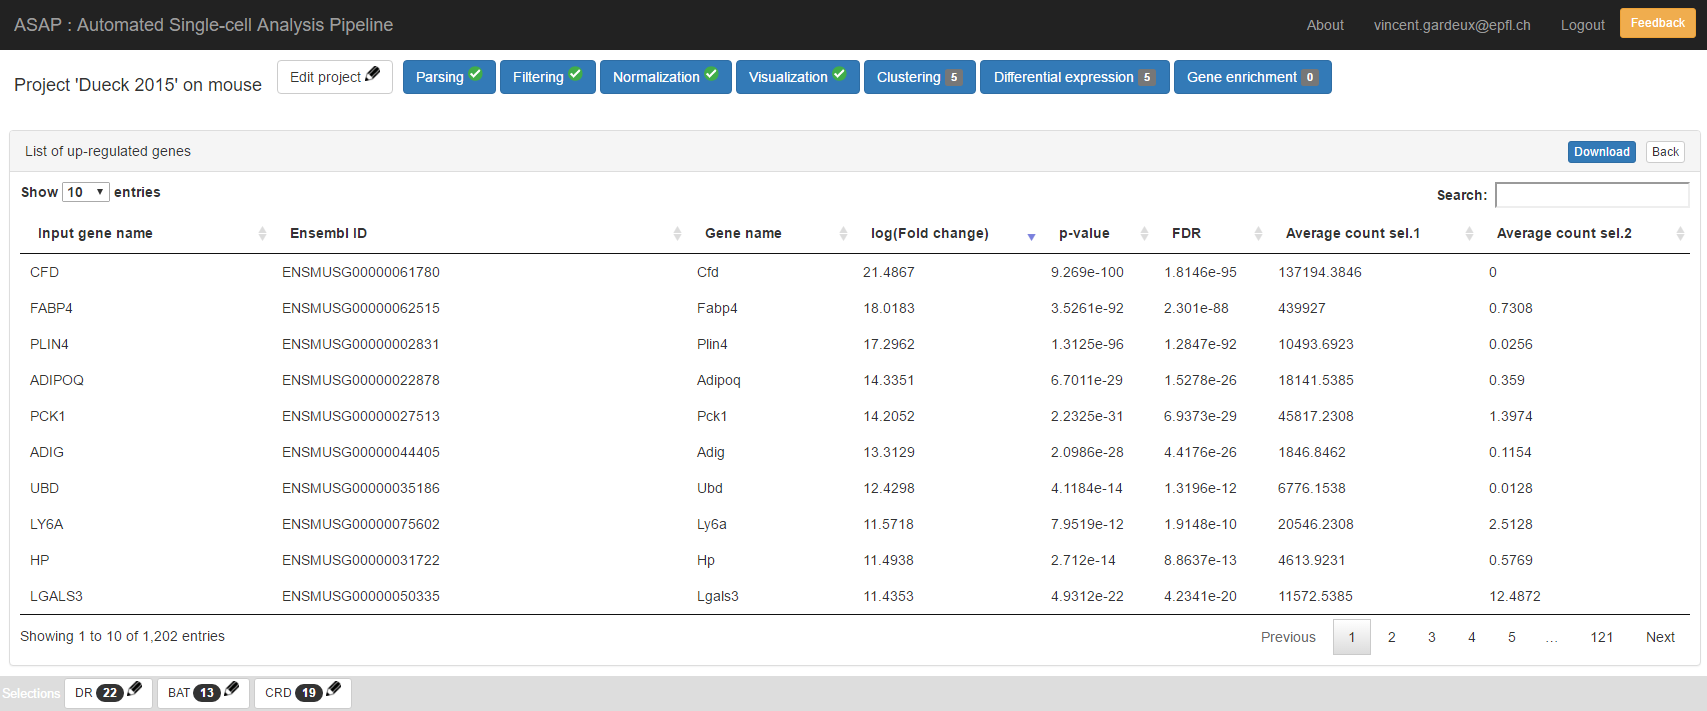 ASAP : Automated Single-cell Analysis Pipeline About vincent.gardeux@epfl.ch Logout Feedback
Project 'Dueck 2015' on mouse Edit project Parsing Filtering Normalization Visualization Clustering 5 Differential expression 5 Gene enrichment 0
List of up-regulated genes Download Back
Show 10 entries Search:
Input gene name Ensembl ID Gene name log(Fold change) p-value FDR Average count sel.1 Average count sel.2
CFD ENSMUSG00000061780 Cfd 21.4867 9.269e-100 1.8146e-95 137194.3846 0
FABP4 ENSMUSG00000062515 Fabp4 18.0183 3.5261e-92 2.301e-88 439927 0.7308
PLIN4 ENSMUSG00000002831 Plin4 17.2962 1.3125e-96 1.2847e-92 10493.6923 0.0256
ADIPOQ ENSMUSG00000022878 Adipoq 14.3351 6.7011e-29 1.5278e-26 18141.5385 0.359
PCK1 ENSMUSG00000027513 Pck1 14.2052 2.2325e-31 6.9373e-29 45817.2308 1.3974
ADIG ENSMUSG00000044405 Adig 13.3129 2.0986e-28 4.4176e-26 1846.8462 0.1154
UBD ENSMUSG00000035186 Ubd 12.4298 4.1184e-14 1.3196e-12 6776.1538 0.0128
LY6A ENSMUSG00000075602 Ly6a 11.5718 7.9519e-12 1.9148e-10 20546.2308 2.5128
HP ENSMUSG00000031722 Hp 11.4938 2.712e-14 8.8637e-13 4613.9231 0.5769
LGALS3 ENSMUSG00000050335 Lgals3 11.4353 4.9312e-22 4.2341e-20 11572.5385 12.4872
Showing 1 to 10 of 1,202 entries Previous 1 2 3 4 5 … 121 Next
Selections DR 22 BAT 13 CRD 19